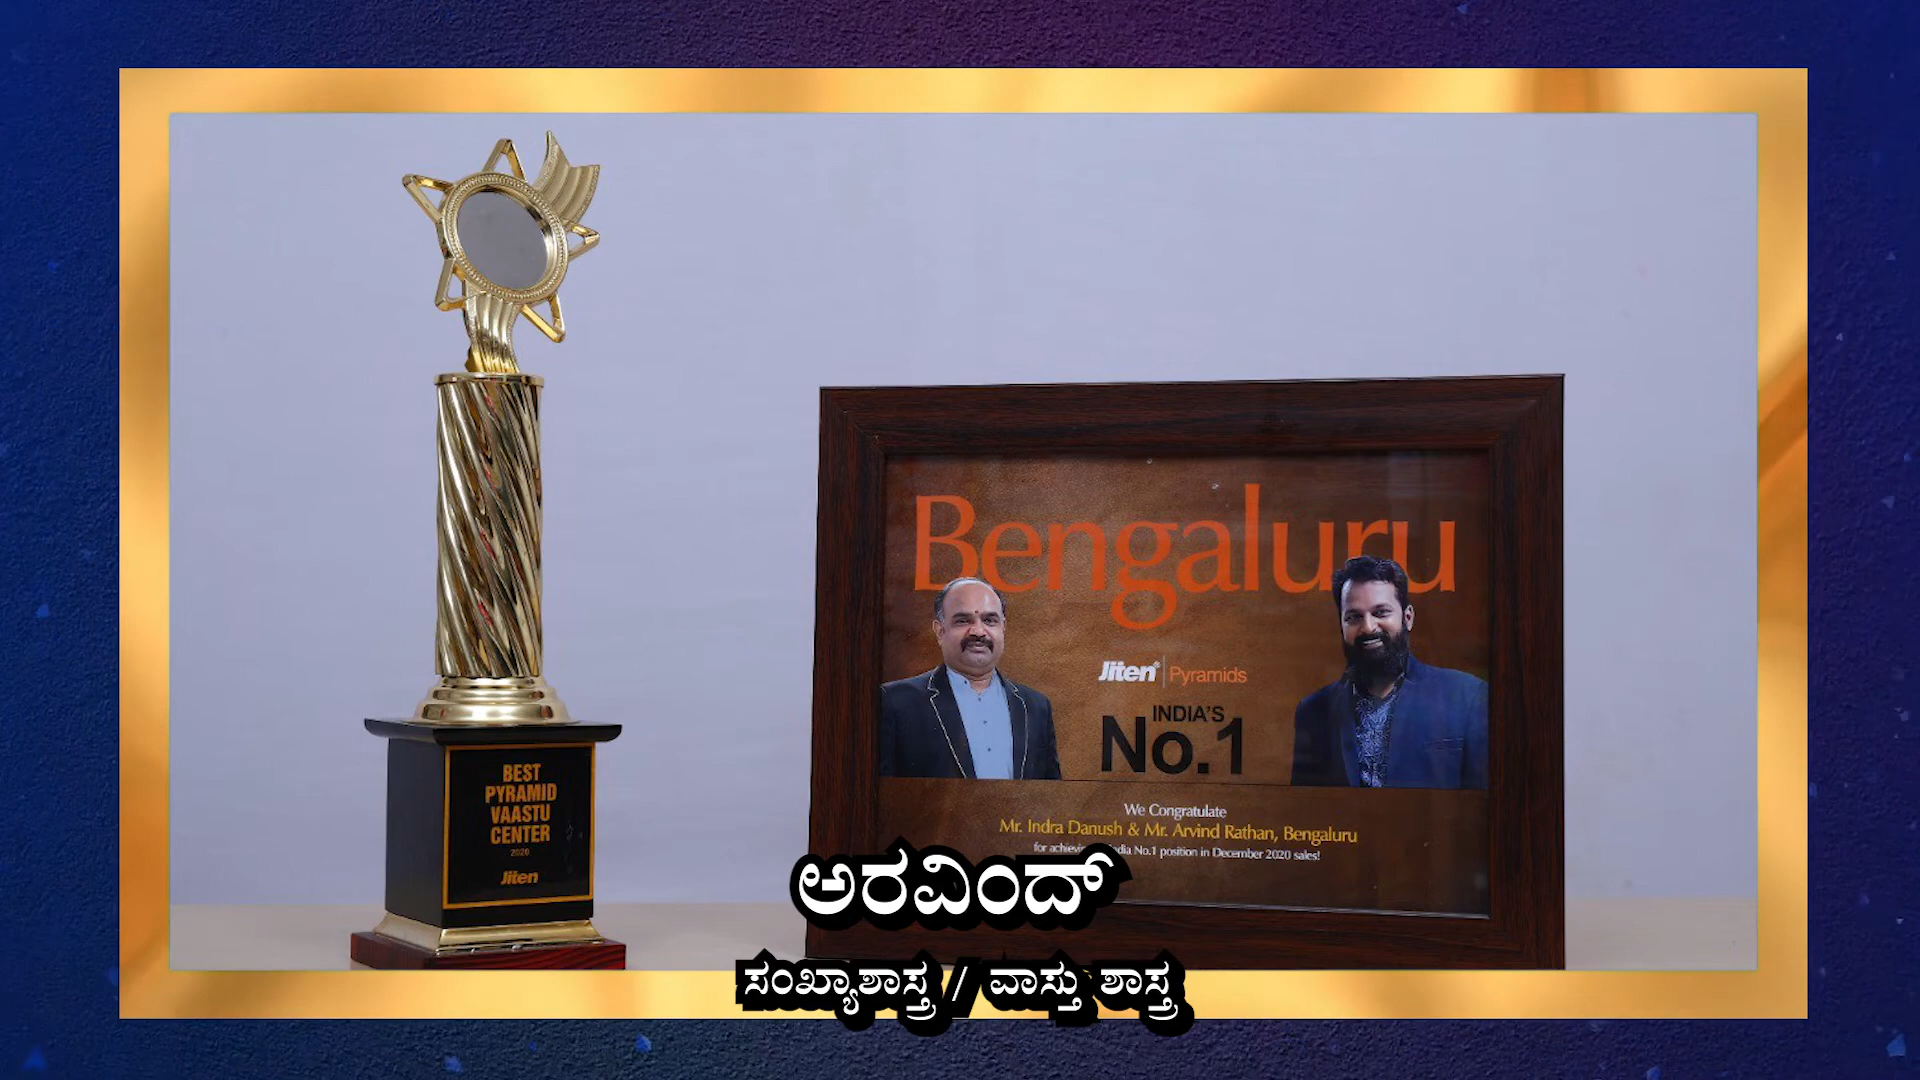 BEST
PYRAMID
VAASTU
CENTER
2020
Jiten
Bengaluru
Jiten® | Pyramids
INDIA'S
No.1
We Congratulate
Mr. Indra Danush & Mr. Arvind Rathan, Bengaluru
for India No.1 position in December 2020 sales!
ಅರವಿಂದ್
ಸಂಖ್ಯಾಶಾಸ್ತ್ರ / ವಾಸ್ತು ಶಾಸ್ತ್ರ